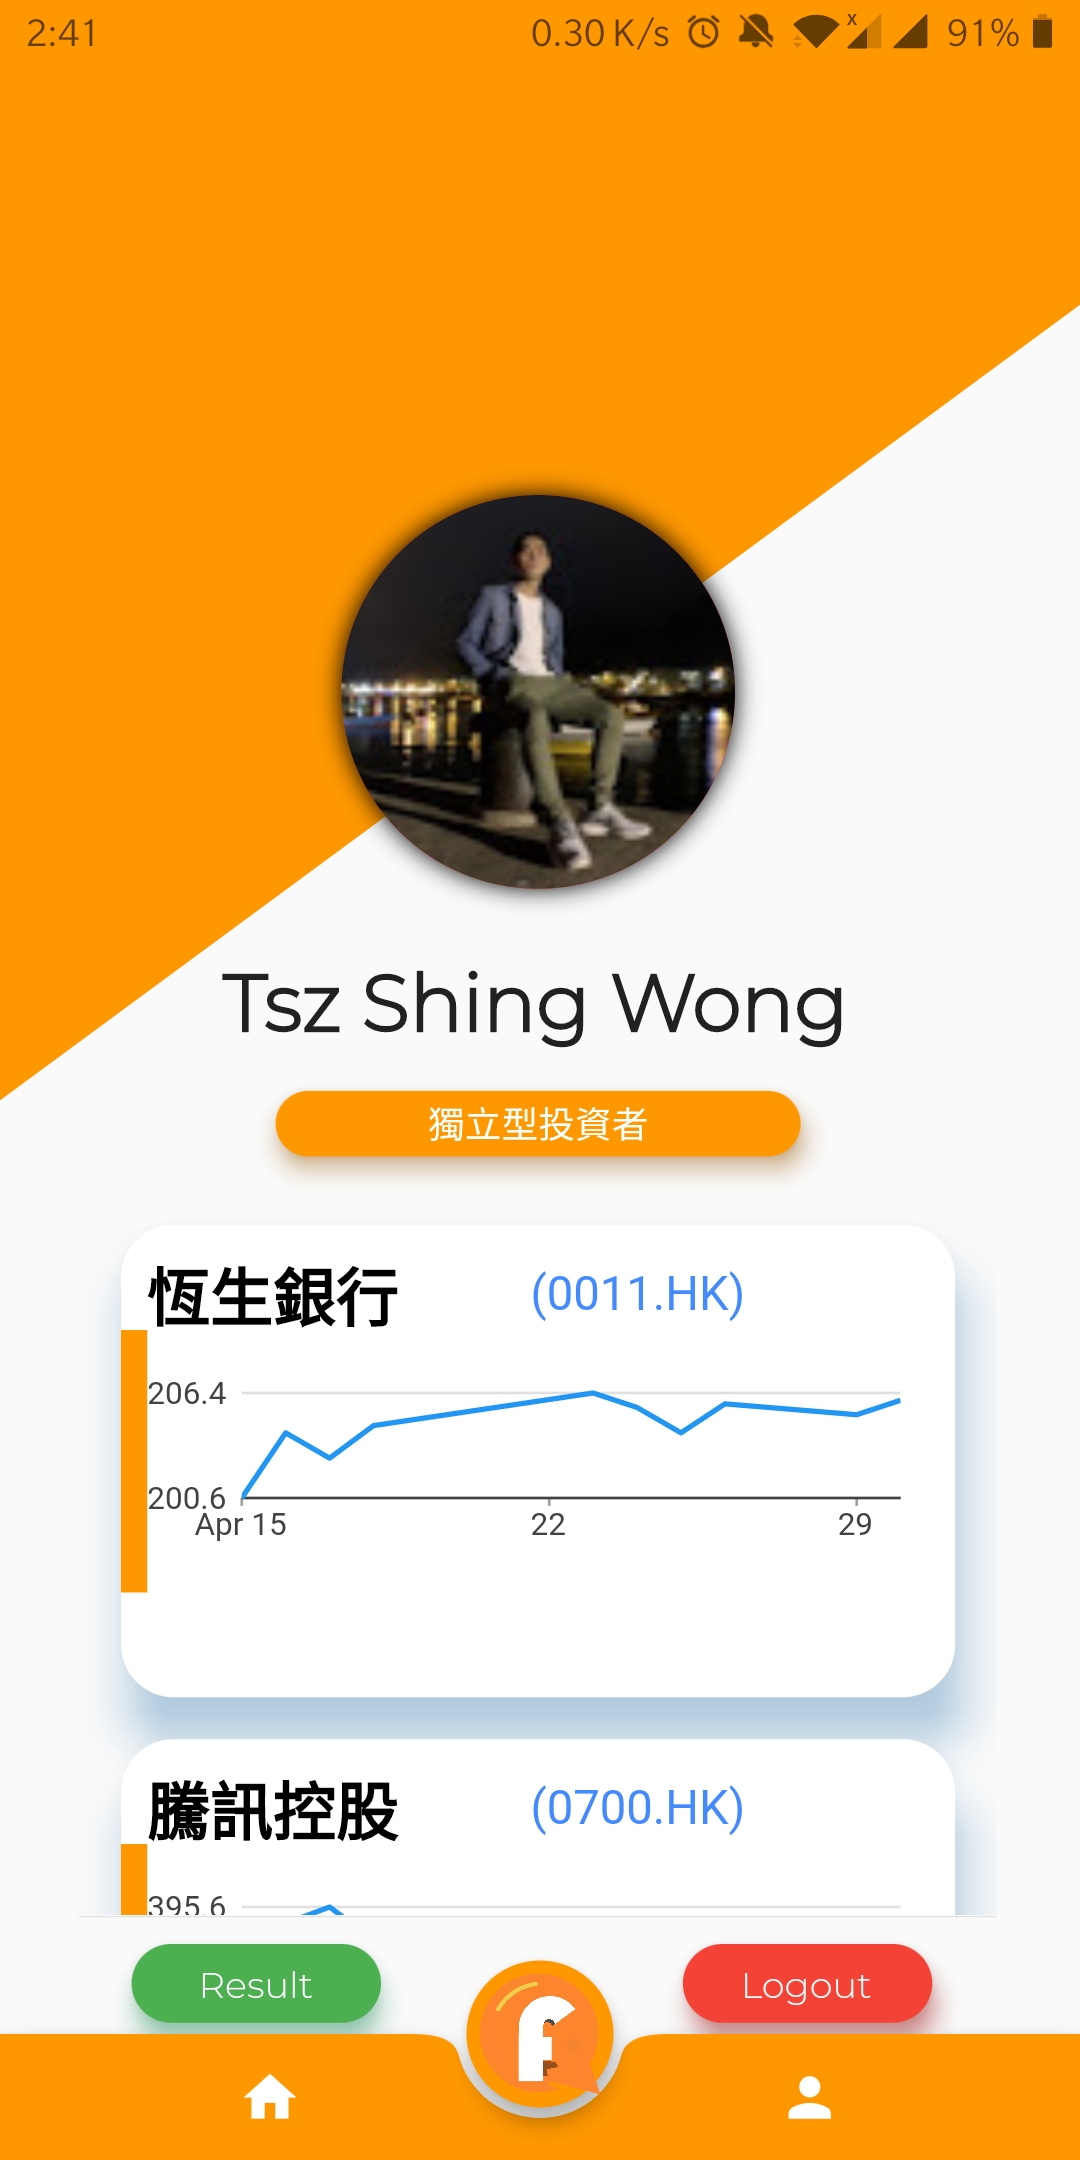 2:41 0.30 K/s x 91%
Tsz Shing Wong
獨立型投資者
恆生銀行 (0011.HK)
206.4
200.6
Apr 15 22 29
騰訊控股 (0700.HK)
395.6
Result Logout
f